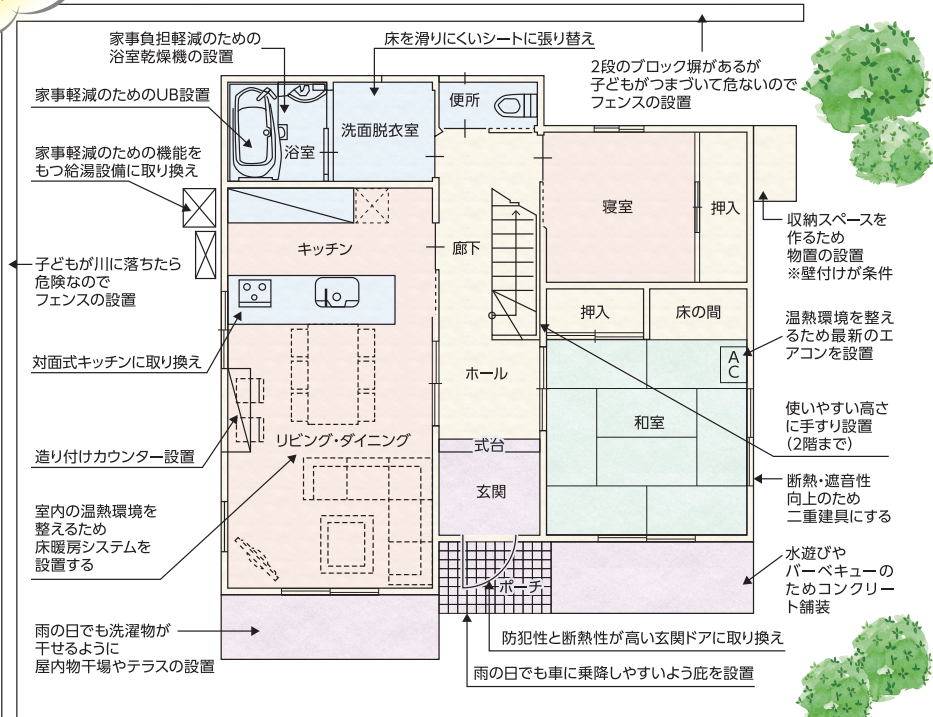 家事負担軽減のための
浴室乾燥機の設置
床を滑りにくいシートに張り替え
2段のブロック塀があるが
子どもがつまづいて危ないので
フェンスの設置
家事軽減のためのUB設置
家事軽減のための機能を
もつ給湯設備に取り換え
浴室
洗面脱衣室
便所
寝室
押入
収納スペースを
作るため
物置の設置
※壁付けが条件
キッチン
廊下
子どもが川に落ちたら
危険なので
フェンスの設置
押入
床の間
温熱環境を整え
るため最新のエ
アコンを設置
A
C
対面式キッチンに取り換え
ホール
使いやすい高さ
に手すり設置
(2階まで)
和室
リビング・ダイニング
式台
造り付けカウンター設置
玄関
断熱・遮音性
向上のため
二重建具にする
室内の温熱環境を
整えるため
床暖房システムを
設置する
水遊びや
バーベキューの
ためコンクリー
ト舗装
ポーチ
雨の日でも洗濯物が
干せるように
屋内物干場やテラスの設置
防犯性と断熱性が高い玄関ドアに取り換え
雨の日でも車に乗降しやすいよう庇を設置